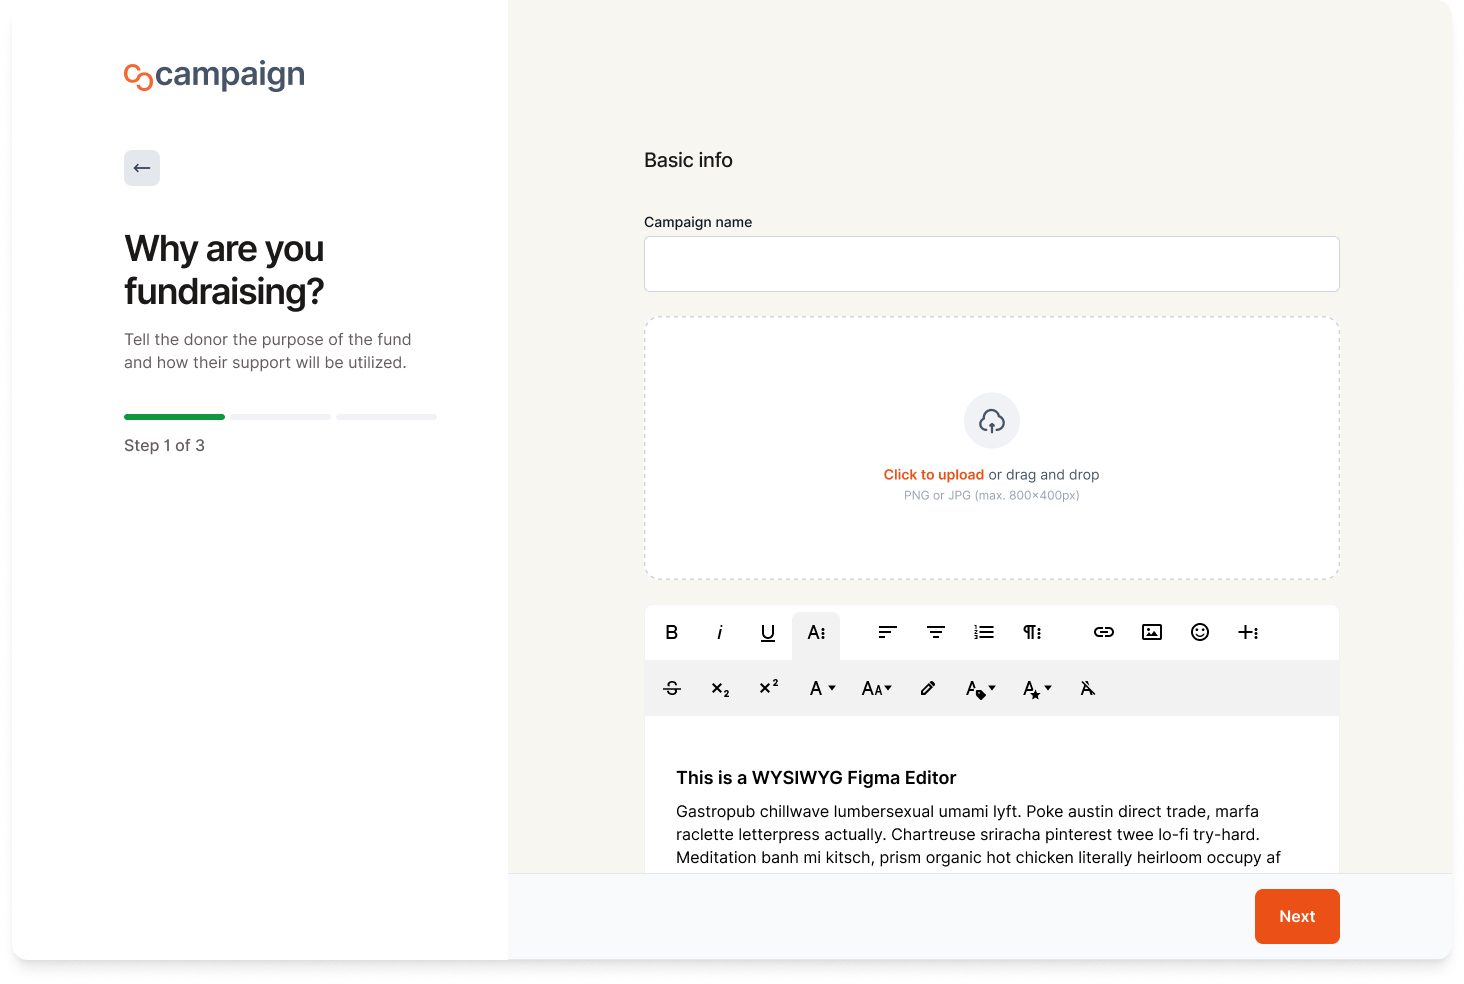 campaign
Why are you
fundraising?
Tell the donor the purpose of the fund
and how their support will be utilized.
Step 1 of 3
Basic info
Campaign name
Click to upload or drag and drop
PNG or JPG (max. 800×400px)
B i U A
S ×₂ ×² A AA A A A
This is a WYSIWYG Figma Editor
Gastropub chillwave lumbersexual umami lyft. Poke austin direct trade, marfa
raclette letterpress actually. Chartreuse sriracha pinterest twee lo-fi try-hard.
Meditation banh mi kitsch, prism organic hot chicken literally heirloom occupy af
Next